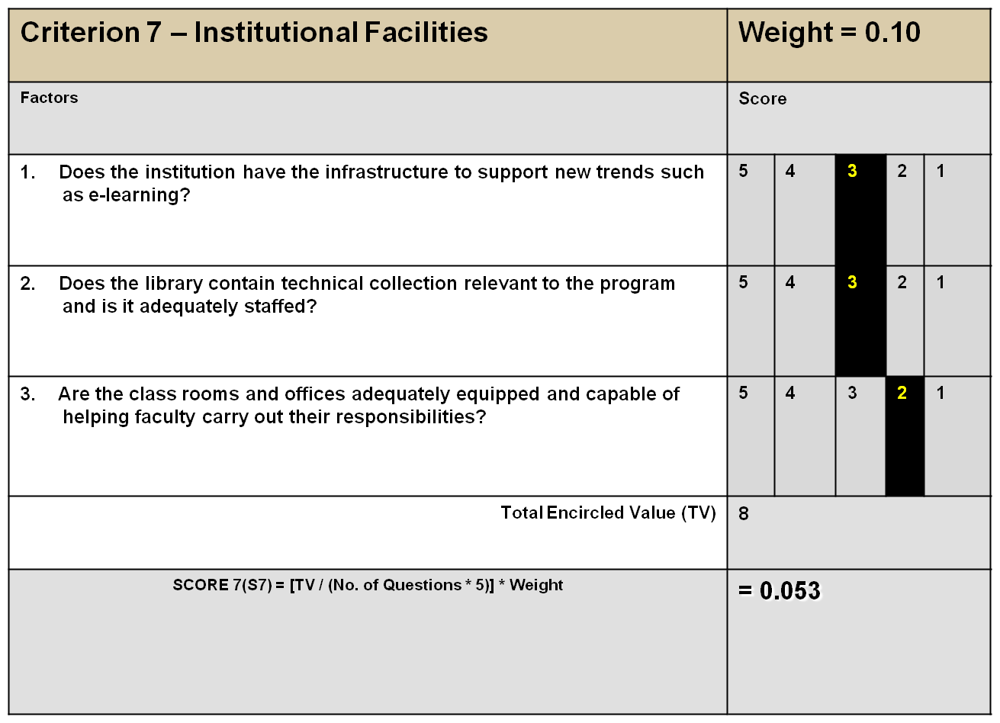 Criterion 7 – Institutional Facilities Weight = 0.10
Factors Score
1. Does the institution have the infrastructure to support new trends such 5 4 3 2 1
as e-learning?
2. Does the library contain technical collection relevant to the program 5 4 3 2 1
and is it adequately staffed?
3. Are the class rooms and offices adequately equipped and capable of 5 4 3 2 1
helping faculty carry out their responsibilities?
Total Encircled Value (TV) 8
SCORE 7(S7) = [TV / (No. of Questions * 5)] * Weight = 0.053